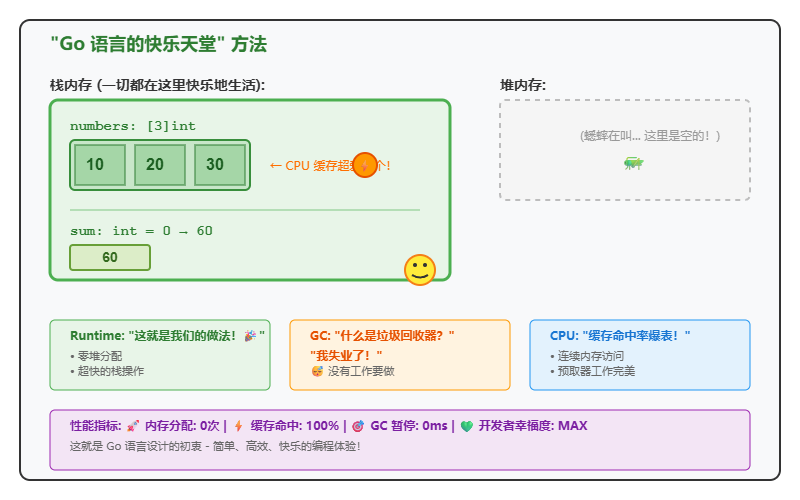 "Go 语言的快乐天堂" 方法
栈内存 (一切都在这里快乐地生活):
堆内存:
numbers: [3]int
10 20 30
← CPU 缓存超 个!
(蟋蟀在叫... 这里是空的! )
sum: int = 0 → 60
60
Runtime: "这就是我们的做法! 🎉 "
• 零堆分配
• 超快的栈操作
GC: "什么是垃圾回收器? "
"我失业了! "
😴 没有工作要做
CPU: "缓存命中率爆表! "
• 连续内存访问
• 预取器工作完美
性能指标: 🚀 内存分配: 0次 | ⚡ 缓存命中: 100% | 🎯 GC 暂停: 0ms | 💚 开发者幸福度: MAX
这就是 Go 语言设计的初衷 - 简单、高效、快乐的编程体验!